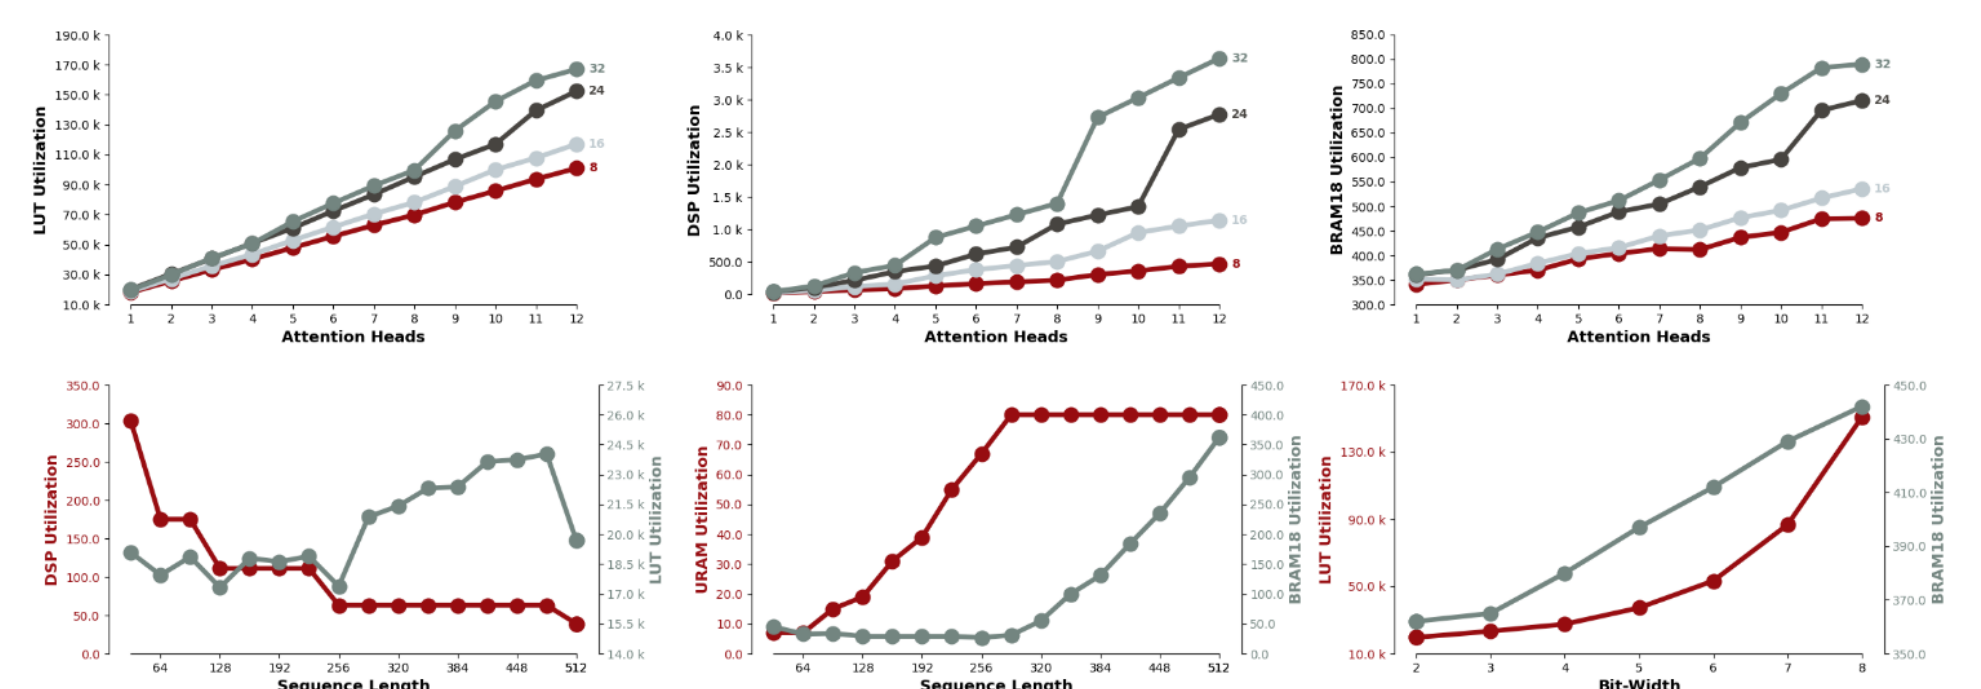 LUT Utilization
190.0 k
170.0 k
150.0 k
130.0 k
110.0 k
90.0 k
70.0 k
50.0 k
30.0 k
10.0 k
1 2 3 4 5 6 7 8 9 10 11 12
Attention Heads
32
24
16
8
DSP Utilization
4.0 k
3.5 k
3.0 k
2.5 k
2.0 k
1.5 k
1.0 k
500.0
0.0
1 2 3 4 5 6 7 8 9 10 11 12
Attention Heads
32
24
16
8
BRAM18 Utilization
850.0
800.0
750.0
700.0
650.0
600.0
550.0
500.0
450.0
400.0
350.0
300.0
1 2 3 4 5 6 7 8 9 10 11 12
Attention Heads
32
24
16
8
DSP Utilization
350.0
300.0
250.0
200.0
150.0
100.0
50.0
0.0
64 128 192 256 320 384 448 512
Sequence Length
27.5 k
26.0 k
24.5 k
23.0 k
21.5 k
20.0 k
18.5 k
17.0 k
15.5 k
14.0 k
LUT Utilization
URAM Utilization
90.0
80.0
70.0
60.0
50.0
40.0
30.0
20.0
10.0
0.0
64 128 192 256 320 384 448 512
Sequence Length
450.0
400.0
350.0
300.0
250.0
200.0
150.0
100.0
50.0
0.0
BRAM18 Utilization
LUT Utilization
170.0 k
130.0 k
90.0 k
50.0 k
10.0 k
2 3 4 5 6 7 8
Bit-Width
450.0
430.0
410.0
390.0
370.0
350.0
BRAM18 Utilization